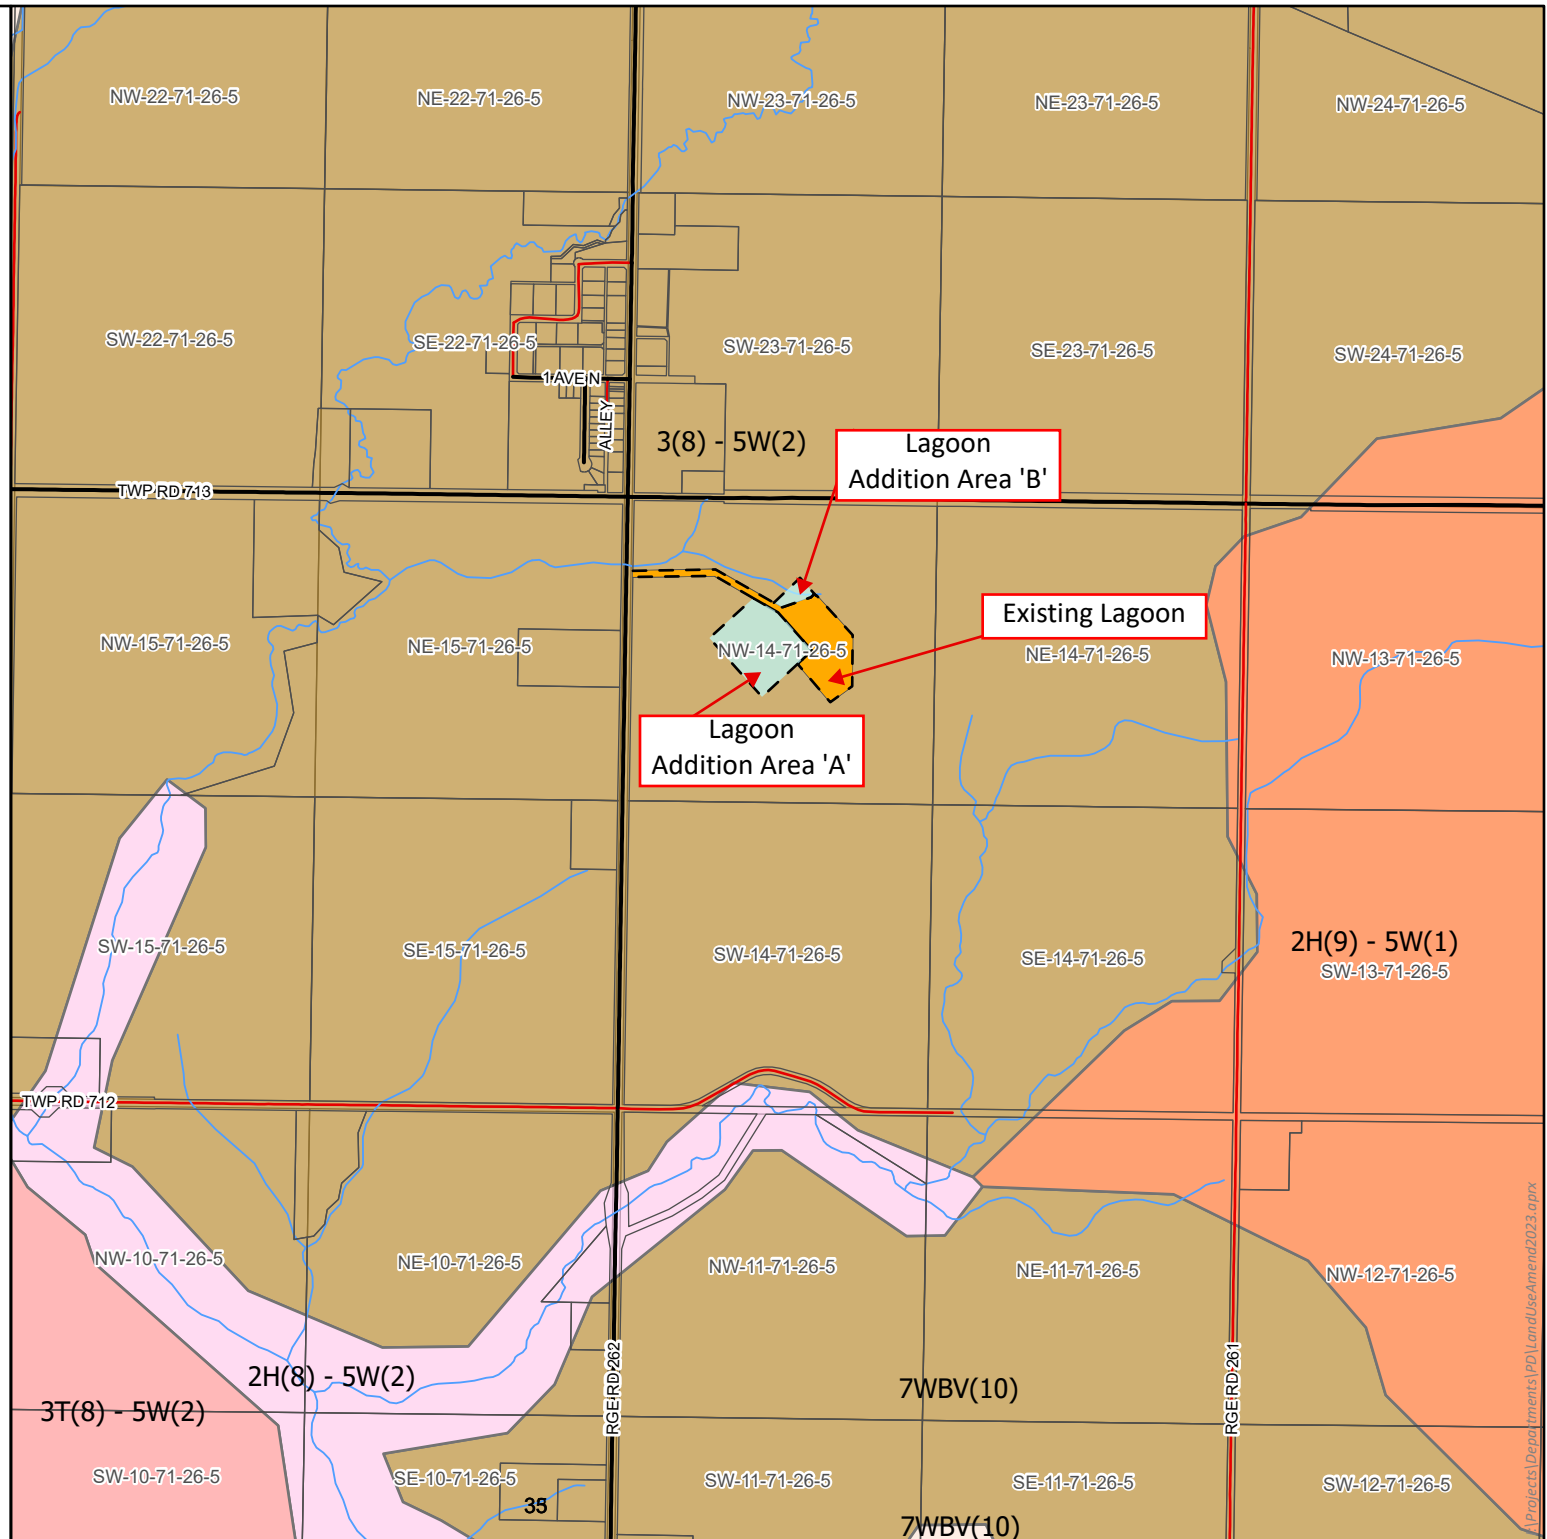 NW-22-71-26-5
NE-22-71-26-5
NW-23-71-26-5
NE-23-71-26-5
NW-24-71-26-5
SW-22-71-26-5
SE-22-71-26-5
SW-23-71-26-5
SE-23-71-26-5
SW-24-71-26-5
1 AVE N
ALLEY
3(8) - 5W(2)
Lagoon
Addition Area 'B'
TWP RD 713
Existing Lagoon
NW-15-71-26-5
NE-15-71-26-5
NW-14-71-26-5
NE-14-71-26-5
NW-13-71-26-5
Lagoon
Addition Area 'A'
SW-15-71-26-5
SE-15-71-26-5
SW-14-71-26-5
SE-14-71-26-5
2H(9) - 5W(1)
SW-13-71-26-5
TWP RD 712
NW-10-71-26-5
NE-10-71-26-5
NW-11-71-26-5
NE-11-71-26-5
NW-12-71-26-5
RGE RD 262
RGE RD 261
2H(8) - 5W(2)
7WBV(10)
3T(8) - 5W(2)
SW-10-71-26-5
SE-10-71-26-5
SW-11-71-26-5
SE-11-71-26-5
SW-12-71-26-5
7WBV(10)
:\Projects\Departments\PD\LandUseAmend2023.aprx